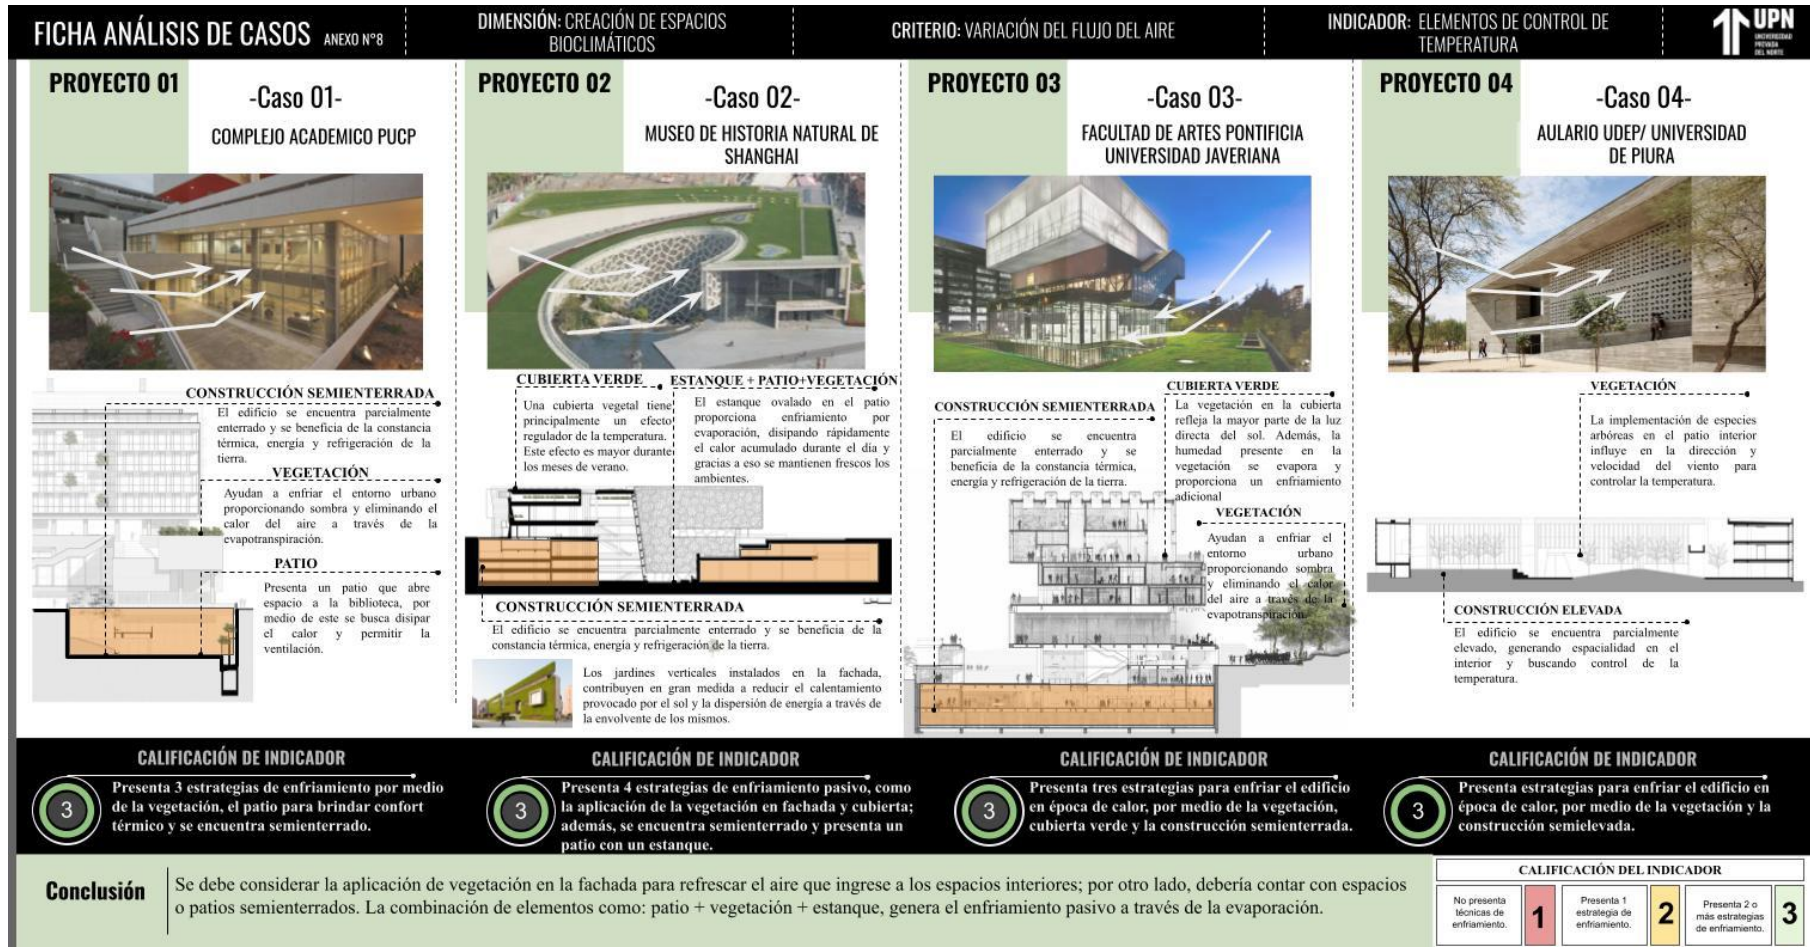 FICHA ANÁLISIS DE CASOS ANEXO N°8
DIMENSIÓN: CREACIÓN DE ESPACIOS
BIOCLIMÁTICOS
CRITERIO: VARIACIÓN DEL FLUJO DEL AIRE
INDICADOR: ELEMENTOS DE CONTROL DE
TEMPERATURA
UPN
UNIVERSIDAD
PRIVADA
DEL NORTE
PROYECTO 01
-Caso 01-
COMPLEJO ACADEMICO PUCP
CONSTRUCCIÓN SEMIENTERRADA
El edificio se encuentra parcialmente
enterrado y se beneficia de la constancia
térmica, energía y refrigeración de la
tierra.
VEGETACIÓN
Ayudan a enfriar el entorno urbano
proporcionando sombra y eliminando el
calor del aire a través de la
evapotranspiración.
PATIO
Presenta un patio que abre
espacio a la biblioteca, por
medio de este se busca disipar
el calor y permitir la
ventilación.
PROYECTO 02
-Caso 02-
MUSEO DE HISTORIA NATURAL DE
SHANGHAI
CUBIERTA VERDE
Una cubierta vegetal tiene
principalmente un efecto
regulador de la temperatura.
Este efecto es mayor durante
los meses de verano.
ESTANQUE + PATIO+VEGETACIÓN
El estanque ovalado en el patio
proporciona enfriamiento por
evaporación, disipando rápidamente
el calor acumulado durante el día y
gracias a eso se mantienen frescos los
ambientes.
CONSTRUCCIÓN SEMIENTERRADA
El edificio se encuentra parcialmente enterrado y se beneficia de la
constancia térmica, energía y refrigeración de la tierra.
Los jardines verticales instalados en la fachada,
contribuyen en gran medida a reducir el calentamiento
provocado por el sol y la dispersión de energía a través de
la envolvente de los mismos.
PROYECTO 03
-Caso 03-
FACULTAD DE ARTES PONTIFICIA
UNIVERSIDAD JAVERIANA
CONSTRUCCIÓN SEMIENTERRADA
El edificio se encuentra
parcialmente enterrado y se
beneficia de la constancia térmica,
energía y refrigeración de la tierra.
CUBIERTA VERDE
La vegetación en la cubierta
refleja la mayor parte de la luz
directa del sol. Además, la
humedad presente en la
vegetación se evapora y
proporciona un enfriamiento
adicional
VEGETACIÓN
Ayudan a enfriar el
entorno urbano
proporcionando sombra
y eliminando el calor
del aire a través de la
evapotranspiración.
PROYECTO 04
-Caso 04-
AULARIO UDEP/ UNIVERSIDAD
DE PIURA
VEGETACIÓN
La implementación de especies
arbóreas en el patio interior
influye en la dirección y
velocidad del viento para
controlar la temperatura.
CONSTRUCCIÓN ELEVADA
El edificio se encuentra parcialmente
elevado, generando espacialidad en el
interior y buscando control de la
temperatura.
CALIFICACIÓN DE INDICADOR
3
Presenta 3 estrategias de enfriamiento por medio
de la vegetación, el patio para brindar confort
térmico y se encuentra semienterrado.
CALIFICACIÓN DE INDICADOR
3
Presenta 4 estrategias de enfriamiento pasivo, como
la aplicación de la vegetación en fachada y cubierta;
además, se encuentra semienterrado y presenta un
patio con un estanque.
CALIFICACIÓN DE INDICADOR
3
Presenta tres estrategias para enfriar el edificio
en época de calor, por medio de la vegetación,
cubierta verde y la construcción semienterrada.
CALIFICACIÓN DE INDICADOR
3
Presenta estrategias para enfriar el edificio en
época de calor, por medio de la vegetación y la
construcción semielevada.
Conclusión
Se debe considerar la aplicación de vegetación en la fachada para refrescar el aire que ingrese a los espacios interiores; por otro lado, debería contar con espacios
o patios semienterrados. La combinación de elementos como: patio + vegetación + estanque, genera el enfriamiento pasivo a través de la evaporación.
CALIFICACIÓN DEL INDICADOR
No presenta
técnicas de
enfriamiento.
1
Presenta 1
estrategia de
enfriamiento.
2
Presenta 2 o
más estrategias
de enfriamiento.
3